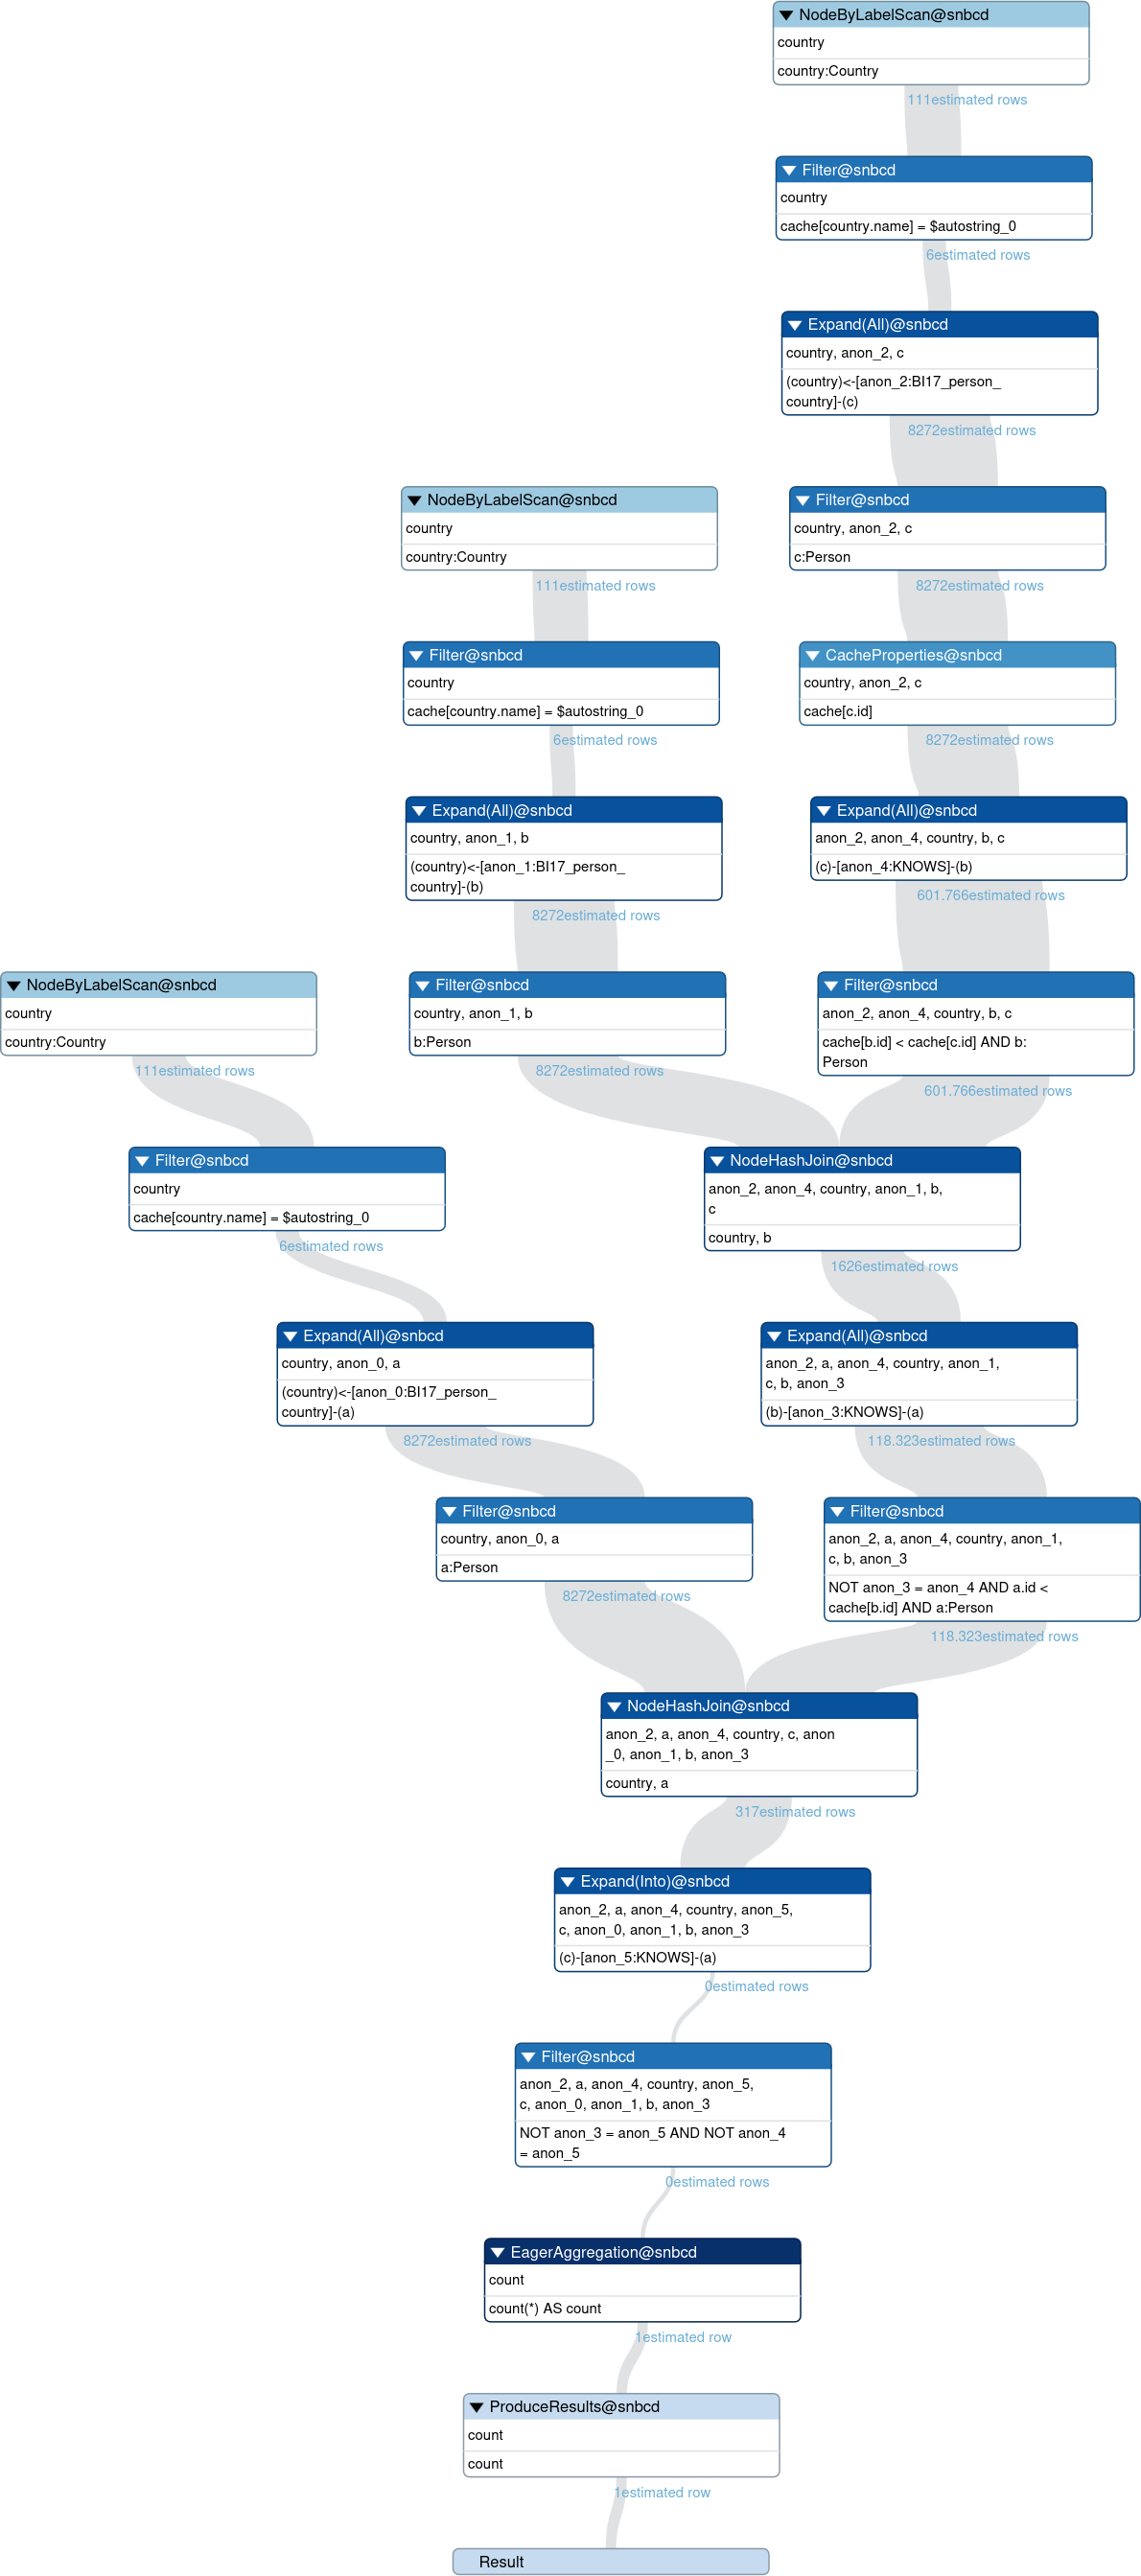 NodeByLabelScan@snbcd
country
country:Country
111estimated rows
Filter@snbcd
country
cache[country.name] = $autostring_0
6estimated rows
Expand(All)@snbcd
country, anon_2, c
(country)<-[anon_2:BI17_person_
country]-(c)
8272estimated rows
NodeByLabelScan@snbcd
country
country:Country
111estimated rows
Filter@snbcd
country, anon_2, c
c:Person
8272estimated rows
Filter@snbcd
country
cache[country.name] = $autostring_0
6estimated rows
CacheProperties@snbcd
country, anon_2, c
cache[c.id]
8272estimated rows
Expand(All)@snbcd
country, anon_1, b
(country)<-[anon_1:BI17_person_
country]-(b)
8272estimated rows
Expand(All)@snbcd
anon_2, anon_4, country, b, c
(c)-[anon_4:KNOWS]-(b)
601.766estimated rows
NodeByLabelScan@snbcd
country
country:Country
111estimated rows
Filter@snbcd
country, anon_1, b
b:Person
8272estimated rows
Filter@snbcd
anon_2, anon_4, country, b, c
cache[b.id] < cache[c.id] AND b:
Person
601.766estimated rows
Filter@snbcd
country
cache[country.name] = $autostring_0
6estimated rows
NodeHashJoin@snbcd
anon_2, anon_4, country, anon_1, b,
c
country, b
1626estimated rows
Expand(All)@snbcd
country, anon_0, a
(country)<-[anon_0:BI17_person_
country]-(a)
8272estimated rows
Expand(All)@snbcd
anon_2, a, anon_4, country, anon_1,
c, b, anon_3
(b)-[anon_3:KNOWS]-(a)
118.323estimated rows
Filter@snbcd
country, anon_0, a
a:Person
8272estimated rows
Filter@snbcd
anon_2, a, anon_4, country, anon_1,
c, b, anon_3
NOT anon_3 = anon_4 AND a.id <
cache[b.id] AND a:Person
118.323estimated rows
NodeHashJoin@snbcd
anon_2, a, anon_4, country, c, anon
_0, anon_1, b, anon_3
country, a
317estimated rows
Expand(Into)@snbcd
anon_2, a, anon_4, country, anon_5,
c, anon_0, anon_1, b, anon_3
(c)-[anon_5:KNOWS]-(a)
0estimated rows
Filter@snbcd
anon_2, a, anon_4, country, anon_5,
c, anon_0, anon_1, b, anon_3
NOT anon_3 = anon_5 AND NOT anon_4
= anon_5
0estimated rows
EagerAggregation@snbcd
count
count(*) AS count
1estimated row
ProduceResults@snbcd
count
count
1estimated row
Result